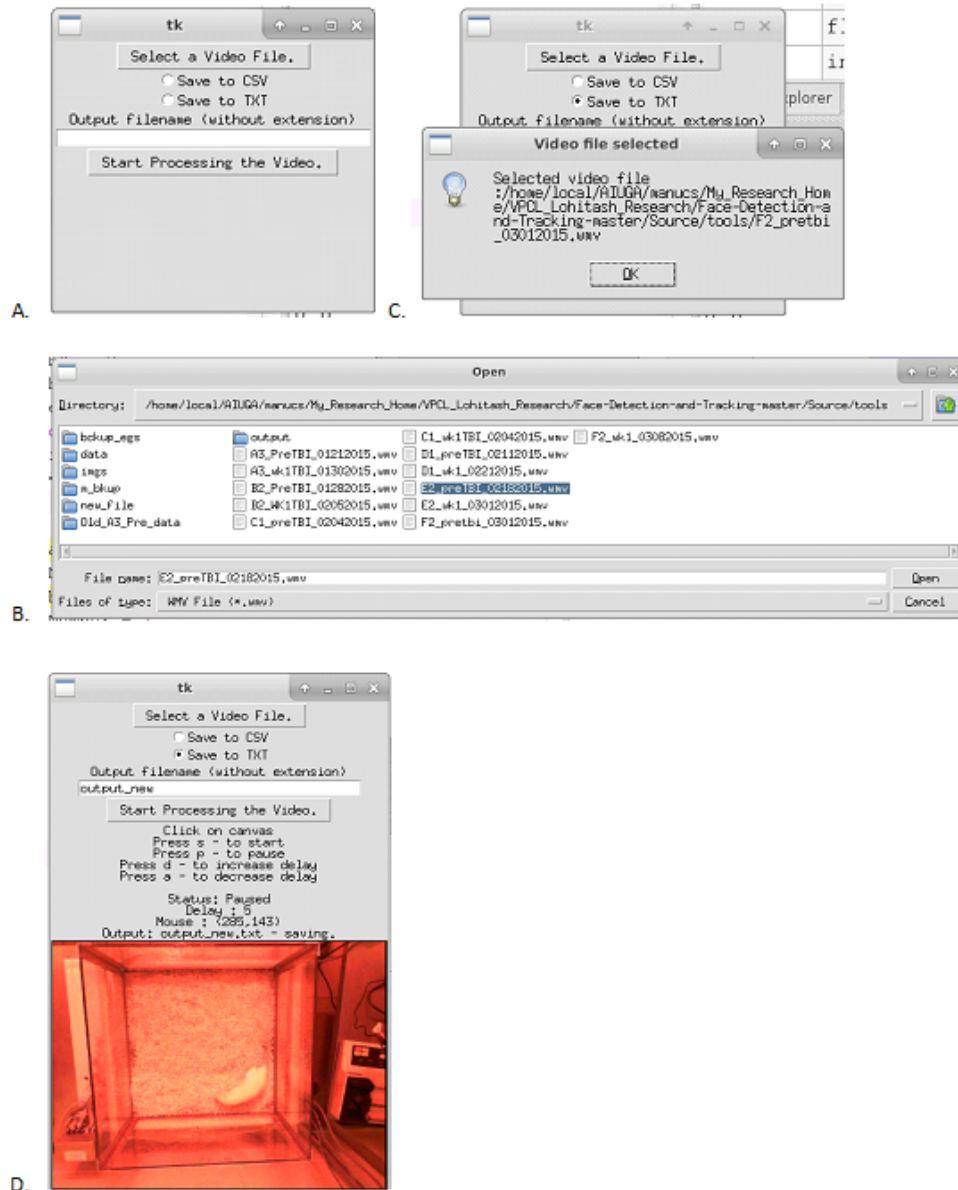 tk
Select a Video File.
Save to CSV
Save to TXT
Output filename (without extension)
Start Processing the Video.
A.
tk
Select a Video File.
Save to CSV
Save to TXT
Output filename (without extension)
plorer
Video file selected
Selected video file
:/home/local/AIUGA/manucs/My_Research_Hom
e/VPCL_Lohitash_Research/Face-Detection-a
nd-Tracking-master/Source/tools/F2_pretbi
_03012015.wmv
OK
C.
Open
Directory: /home/local/AIUGA/manucs/My_Research_Home/VPCL_Lohitash_Research/Face-Detection-and-Tracking-master/Source/tools
bckup_egs output C1_wk1TBI_02042015.wmv F2_wk1_03082015.wmv
data A3_PreTBI_01212015.wmv D1_preTBI_02112015.wmv
imgs A3_wk1TBI_01302015.wmv D1_wk1_02212015.wmv
m_bkup B2_PreTBI_01282015.wmv E2_preTBI_02182015.wmv
new_file B2_WK1TBI_02052015.wmv E2_wk1_03012015.wmv
Old_A3_Pre_data C1_preTBI_02042015.wmv F2_pretbi_03012015.wmv
File name: E2_preTBI_02182015.wmv Open
Files of type: WMV File (*.wmv) Cancel
B.
tk
Select a Video File.
Save to CSV
Save to TXT
Output filename (without extension)
output_new
Start Processing the Video.
Click on canvas
Press s - to start
Press p - to pause
Press d - to increase delay
Press a - to decrease delay
Status: Paused
Delay : 5
Mouse : (285,143)
Output: output_new.txt - saving.
D.